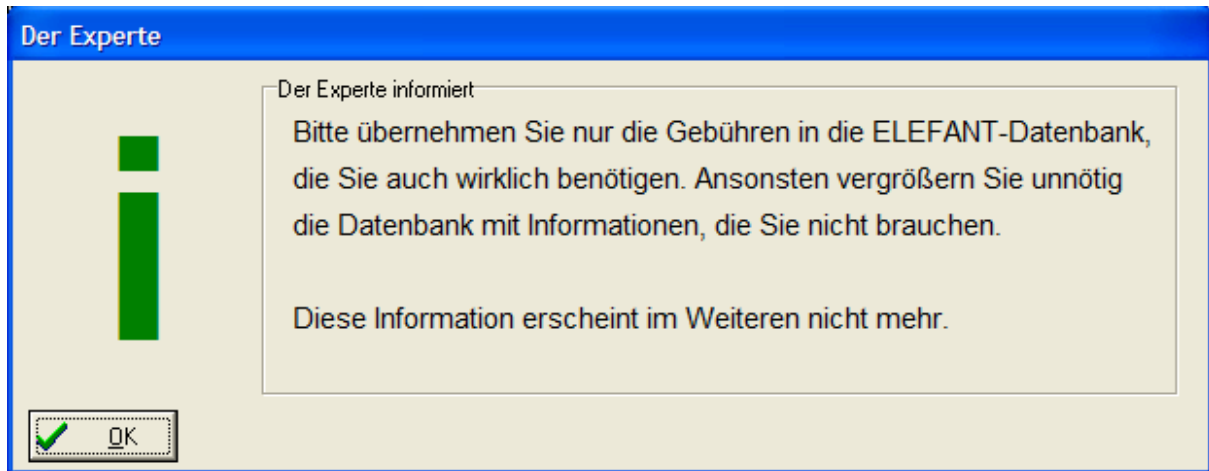 Der Experte
Der Experte informiert
Bitte übernehmen Sie nur die Gebühren in die ELEFANT-Datenbank,
die Sie auch wirklich benötigen. Ansonsten vergrößern Sie unnötig
die Datenbank mit Informationen, die Sie nicht brauchen.
Diese Information erscheint im Weiteren nicht mehr.
OK